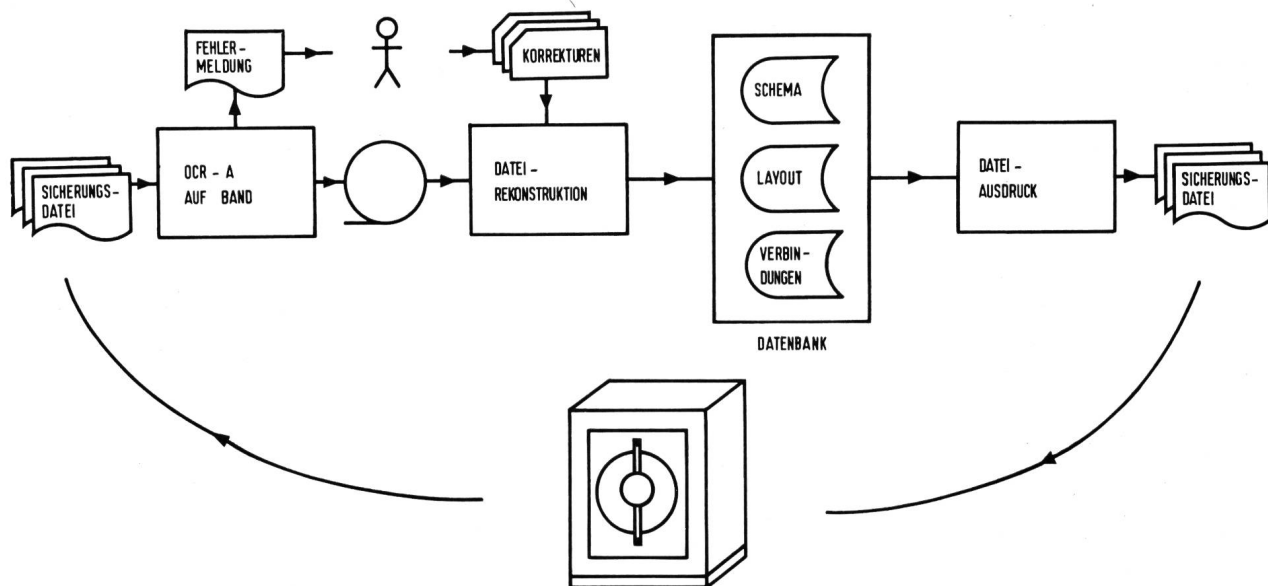 FEHLER-
MELDUNG
KORREKTUREN
SICHERUNGS-
DATEI
OCR - A
AUF BAND
DATEI-
REKONSTRUKTION
SCHEMA
LAYOUT
VERBIN-
DUNGEN
DATENBANK
DATEI-
AUSDRUCK
SICHERUNGS-
DATEI